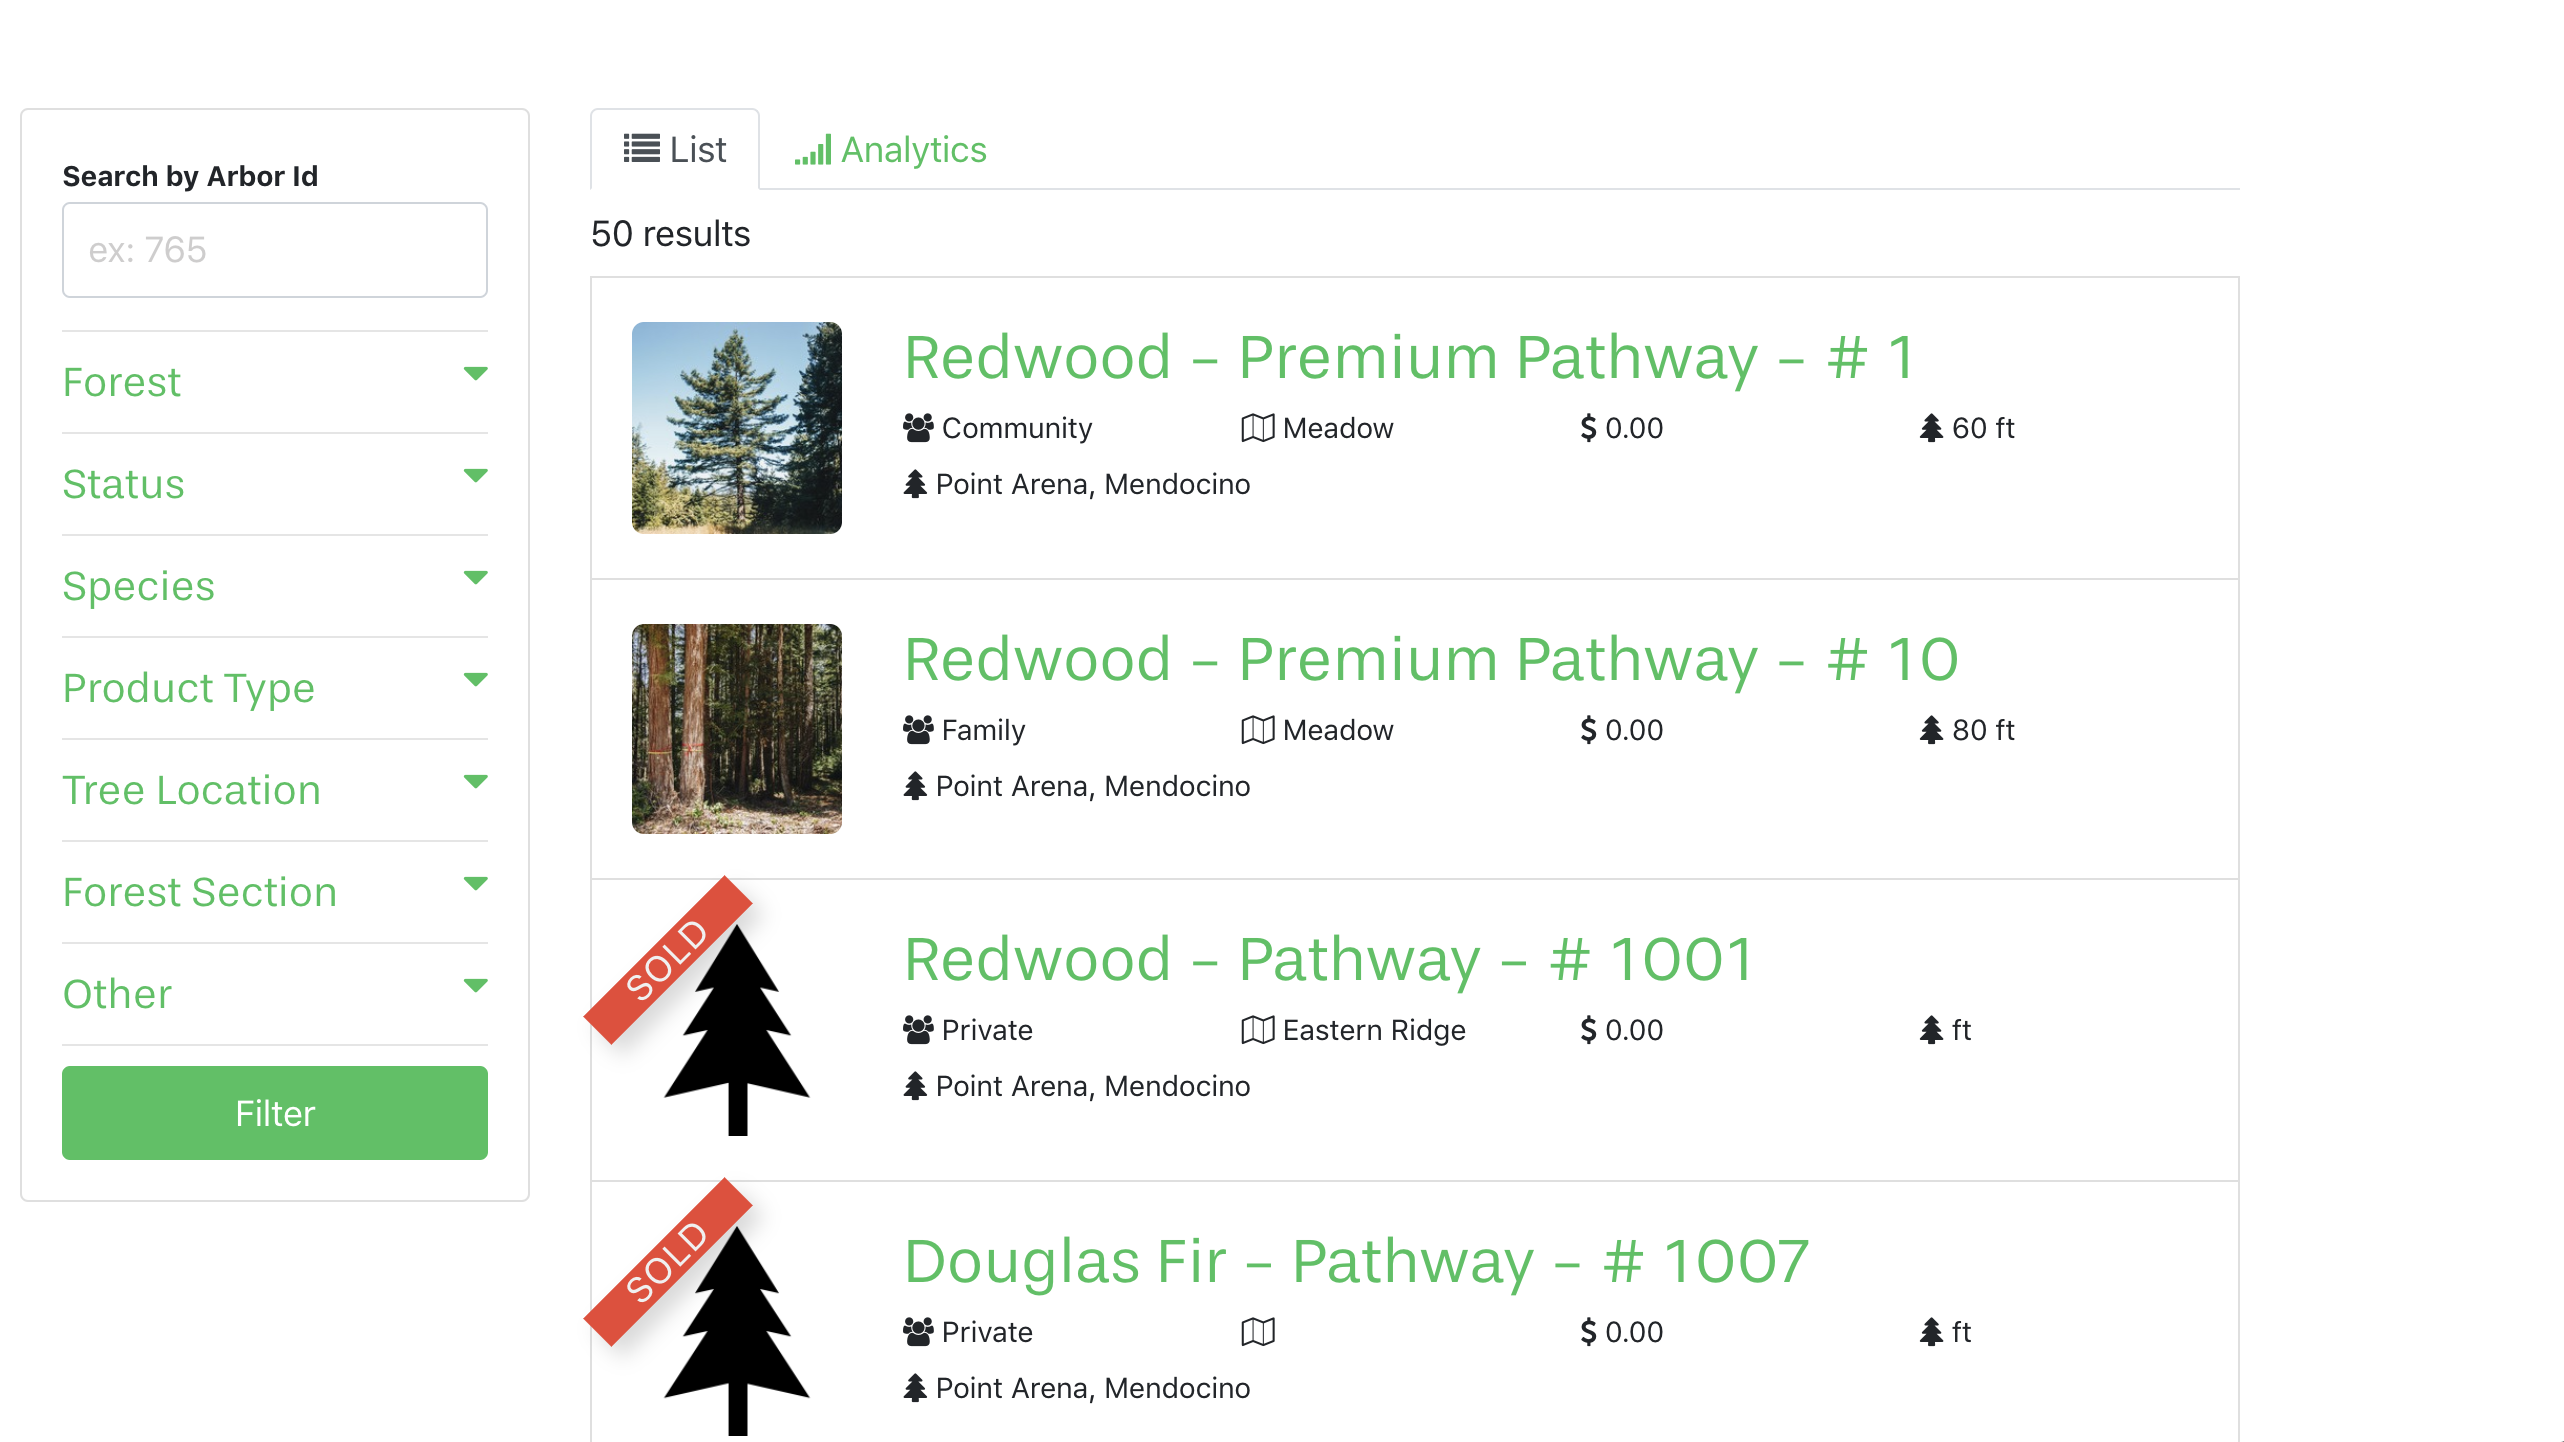 Search by Arbor Id
ex: 765
Forest
Status
Species
Product Type
Tree Location
Forest Section
Other
Filter
List Analytics
50 results
Redwood – Premium Pathway – # 1
Community Meadow $ 0.00 60 ft
Point Arena, Mendocino
Redwood – Premium Pathway – # 10
Family Meadow $ 0.00 80 ft
Point Arena, Mendocino
SOLD
Redwood – Pathway – # 1001
Private Eastern Ridge $ 0.00 ft
Point Arena, Mendocino
SOLD
Douglas Fir – Pathway – # 1007
Private $ 0.00 ft
Point Arena, Mendocino